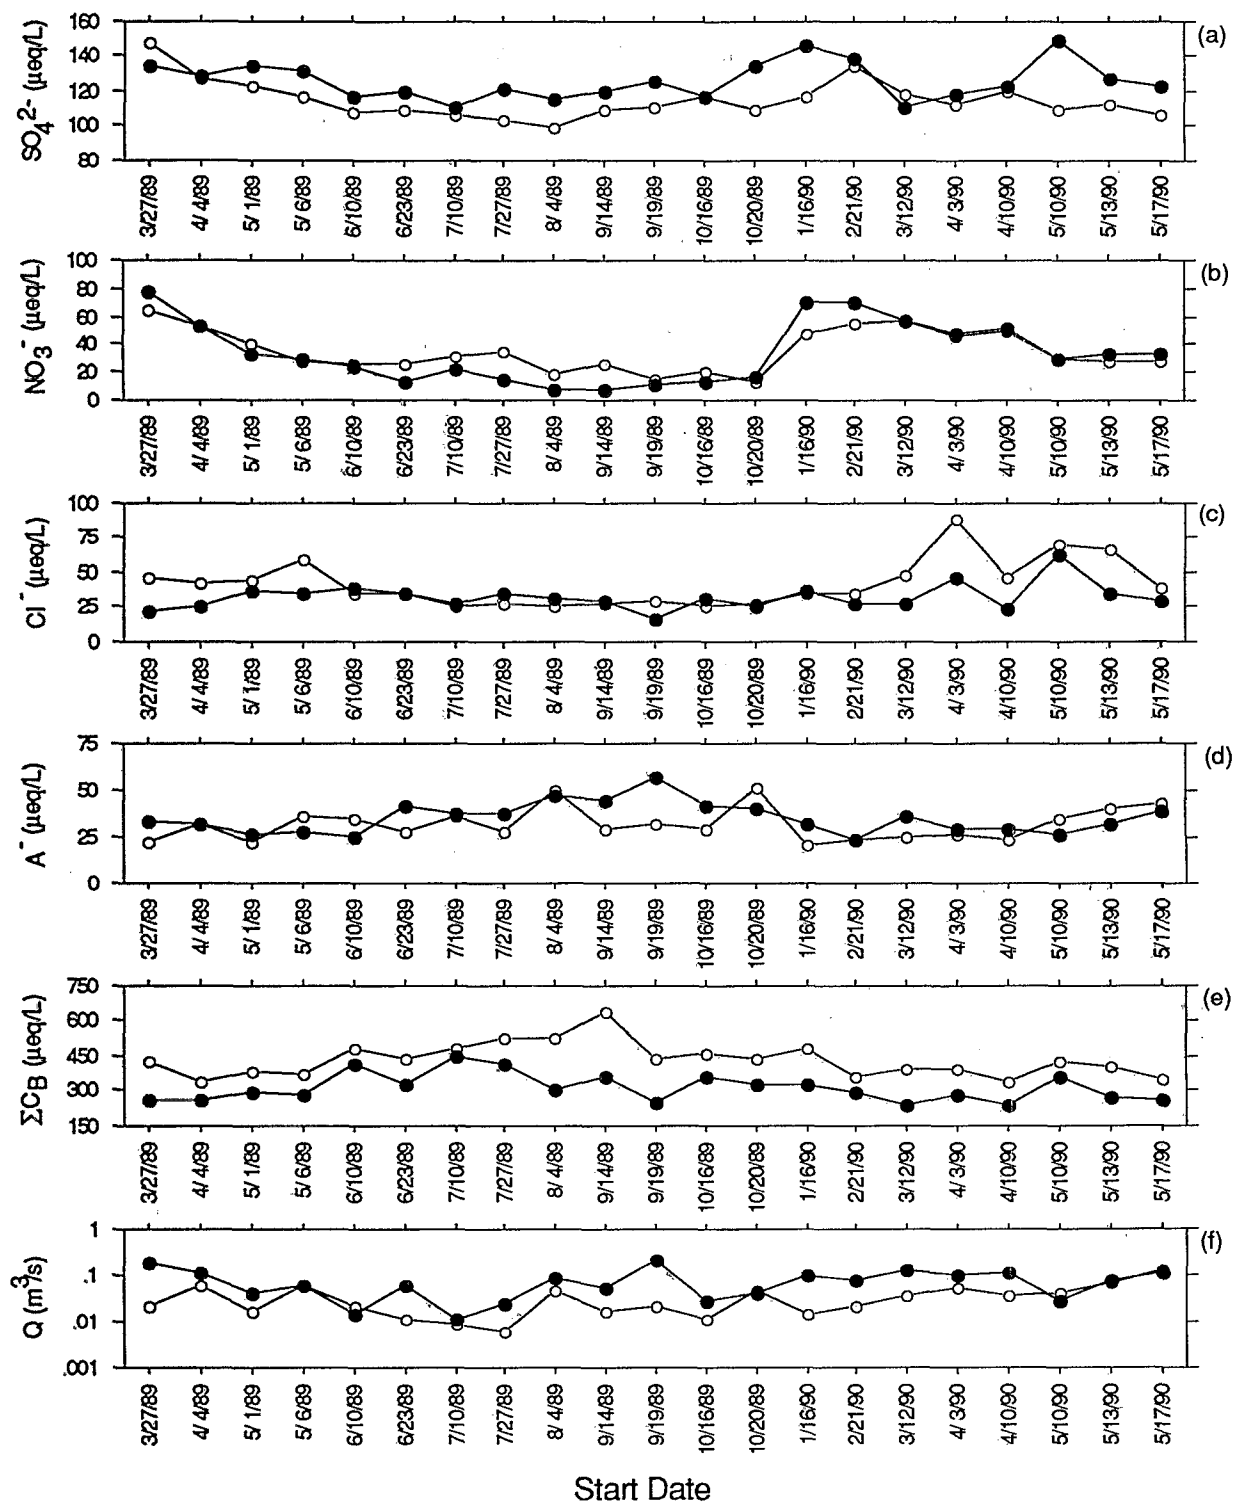 (a)
SO₄²⁻ (µeq/L)
160
140
120
100
80
3/27/89 4/4/89 5/1/89 5/6/89 6/10/89 6/23/89 7/10/89 7/27/89 8/4/89 9/14/89 9/19/89 10/16/89 10/20/89 1/16/90 2/21/90 3/12/90 4/3/90 4/10/90 5/10/90 5/13/90 5/17/90
(b)
NO₃⁻ (µeq/L)
100
80
60
40
20
0
3/27/89 4/4/89 5/1/89 5/6/89 6/10/89 6/23/89 7/10/89 7/27/89 8/4/89 9/14/89 9/19/89 10/16/89 10/20/89 1/16/90 2/21/90 3/12/90 4/3/90 4/10/90 5/10/90 5/13/90 5/17/90
(c)
Cl⁻ (µeq/L)
100
75
50
25
0
3/27/89 4/4/89 5/1/89 5/6/89 6/10/89 6/23/89 7/10/89 7/27/89 8/4/89 9/14/89 9/19/89 10/16/89 10/20/89 1/16/90 2/21/90 3/12/90 4/3/90 4/10/90 5/10/90 5/13/90 5/17/90
(d)
A⁻ (µeq/L)
75
50
25
0
3/27/89 4/4/89 5/1/89 5/6/89 6/10/89 6/23/89 7/10/89 7/27/89 8/4/89 9/14/89 9/19/89 10/16/89 10/20/89 1/16/90 2/21/90 3/12/90 4/3/90 4/10/90 5/10/90 5/13/90 5/17/90
(e)
ΣC_B (µeq/L)
750
600
450
300
150
3/27/89 4/4/89 5/1/89 5/6/89 6/10/89 6/23/89 7/10/89 7/27/89 8/4/89 9/14/89 9/19/89 10/16/89 10/20/89 1/16/90 2/21/90 3/12/90 4/3/90 4/10/90 5/10/90 5/13/90 5/17/90
(f)
Q (m³/s)
1
.1
.01
.001
3/27/89 4/4/89 5/1/89 5/6/89 6/10/89 6/23/89 7/10/89 7/27/89 8/4/89 9/14/89 9/19/89 10/16/89 10/20/89 1/16/90 2/21/90 3/12/90 4/3/90 4/10/90 5/10/90 5/13/90 5/17/90
Start Date